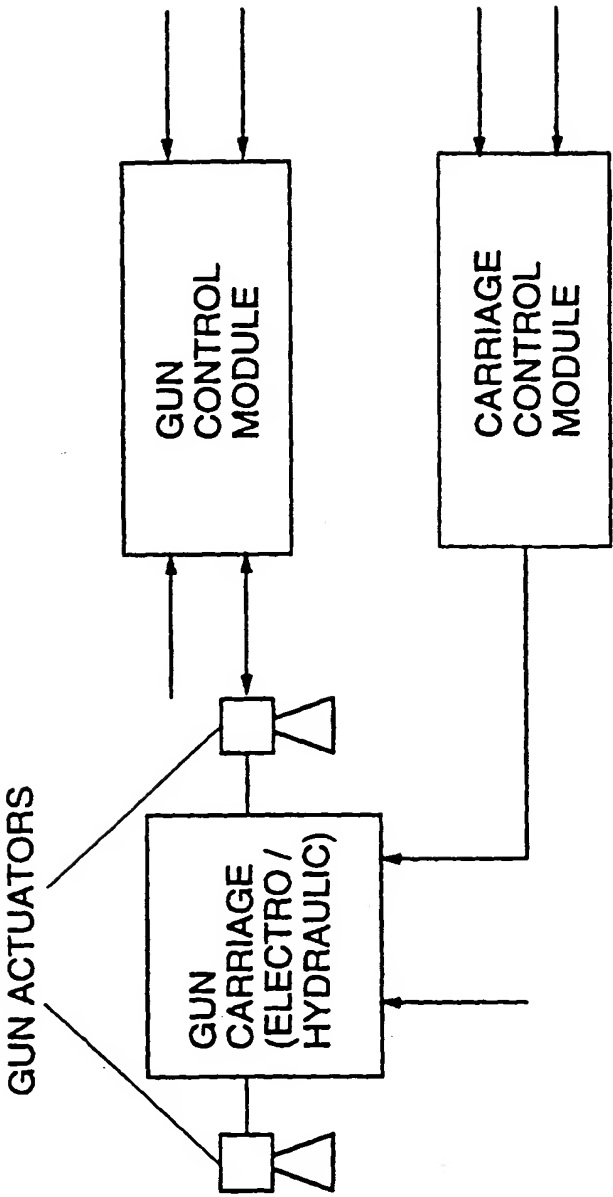 GUN ACTUATORS
GUN
CARRIAGE
(ELECTRO /
HYDRAULIC)
GUN
CONTROL
MODULE
CARRIAGE
CONTROL
MODULE